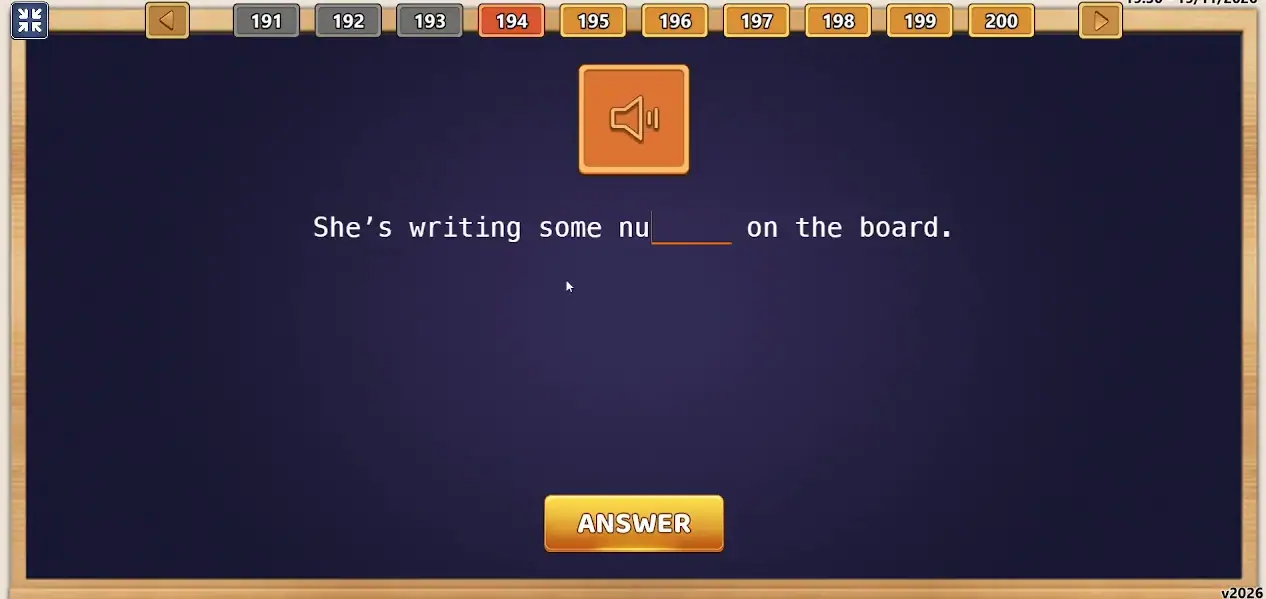 191 192 193 194 195 196 197 198 199 200
She’s writing some nu_____ on the board.
ANSWER
v2026